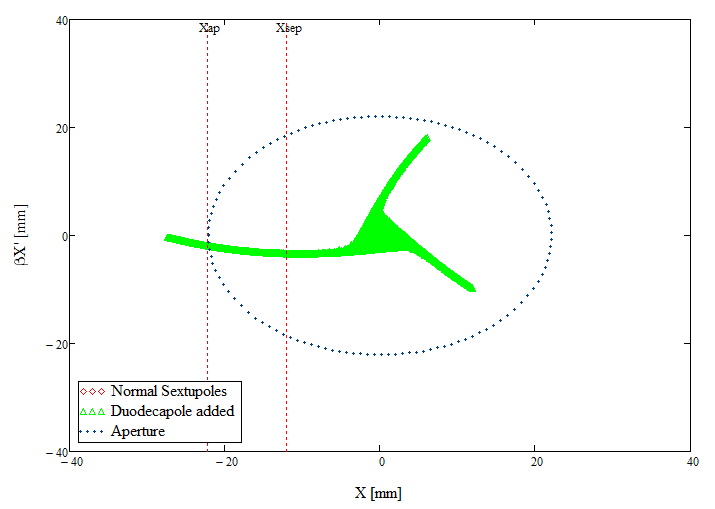 40
Xap
Xsep
20
0
βX' [mm]
– 20
Normal Sextupoles
Duodecapole added
Aperture
– 40
– 40
– 20
0
20
40
X [mm]